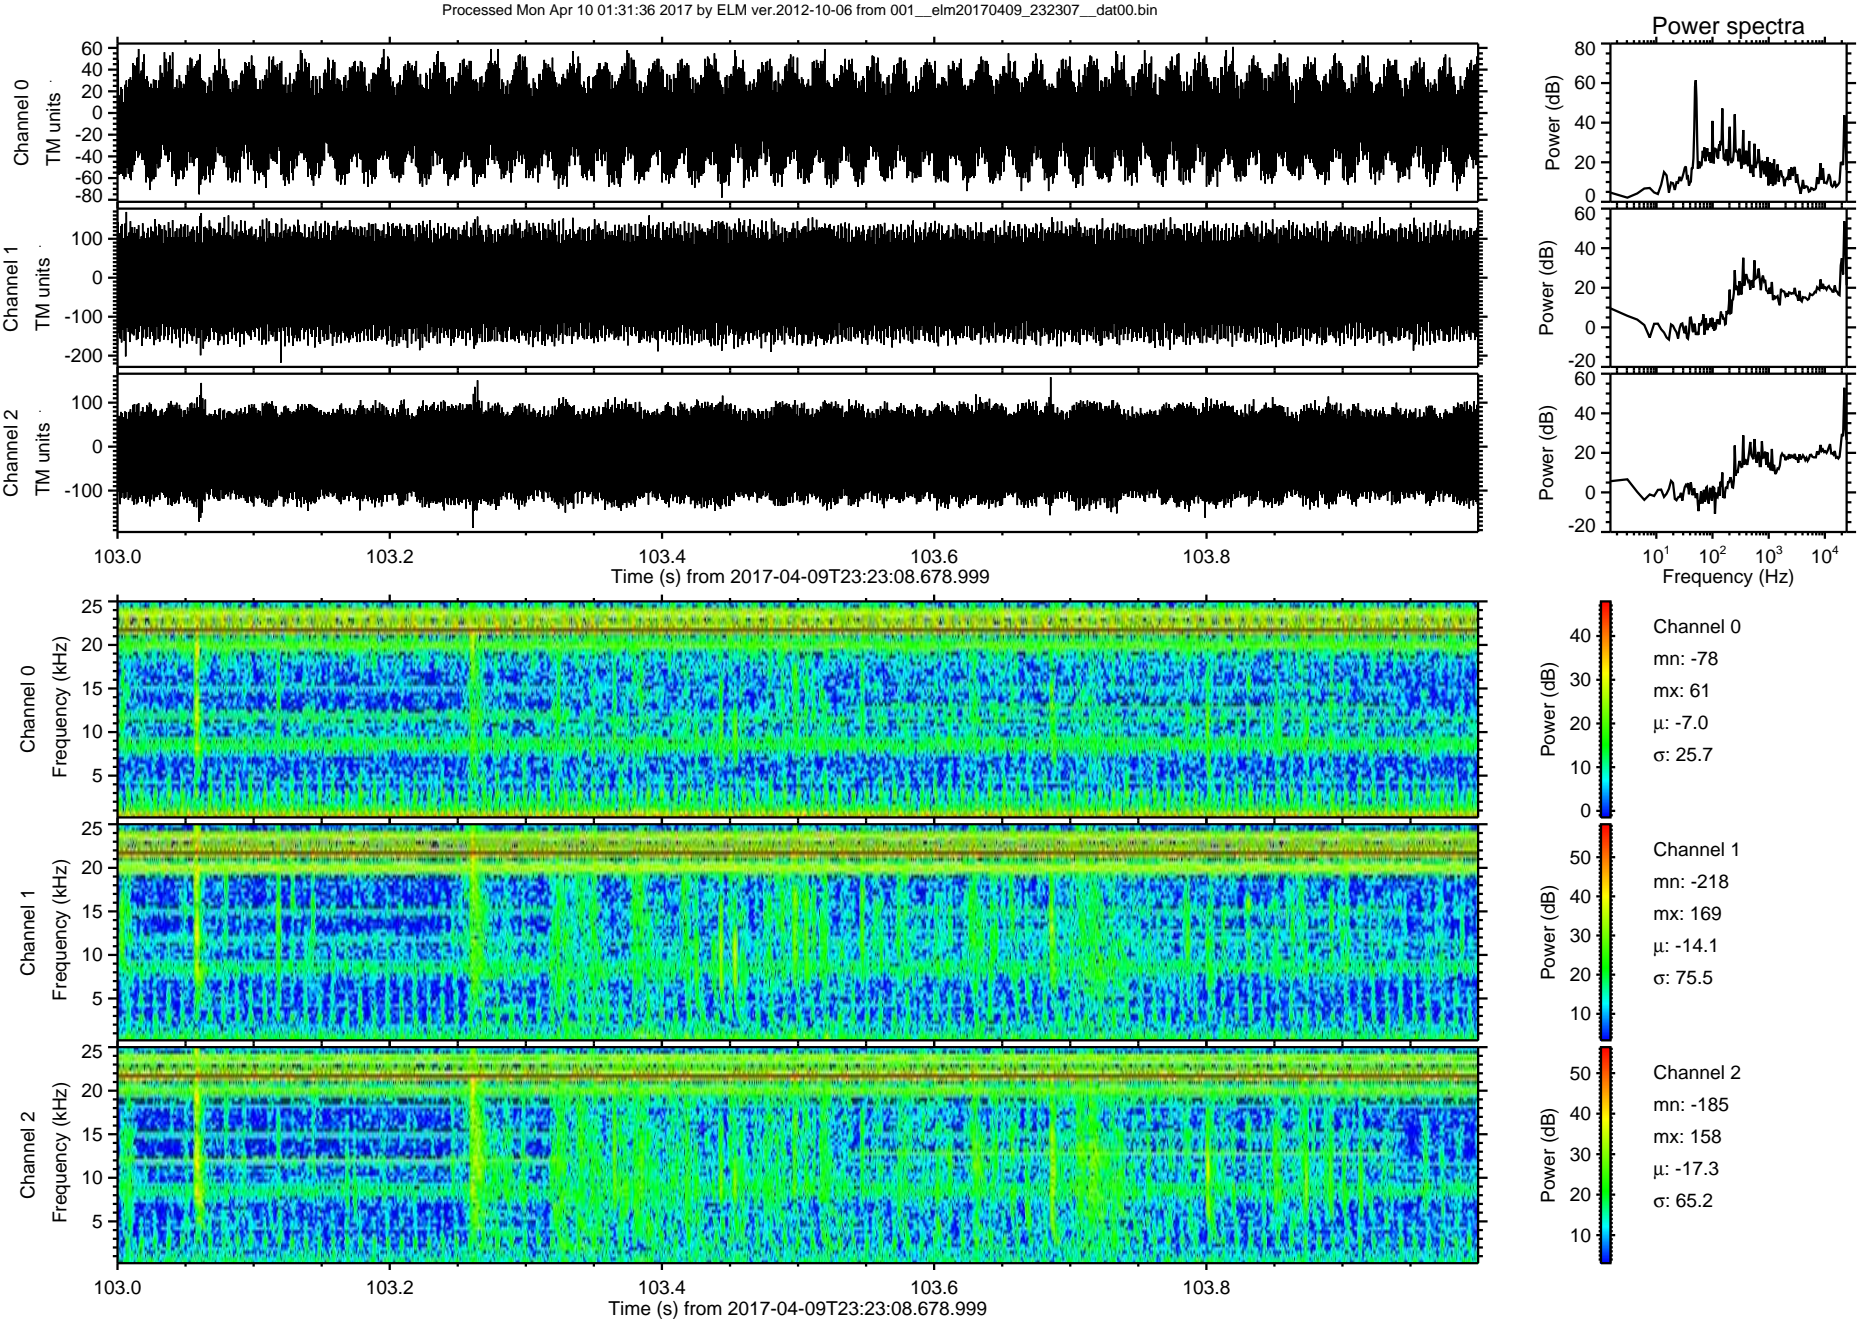 Processed Mon Apr 10 01:31:36 2017 by ELM ver.2012-10-06 from 001__elm20170409_232307__dat00.bin
Power spectra
Channel 0
TM units
60
40
20
0
-20
-40
-60
-80
Power (dB)
80
60
40
20
0
Channel 1
TM units
100
0
-100
-200
Power (dB)
60
40
20
0
-20
Channel 2
TM units
100
0
-100
Power (dB)
60
40
20
0
-20
103.0 103.2 103.4 103.6 103.8
Time (s) from 2017-04-09T23:23:08.678.999
10^1 10^2 10^3 10^4
Frequency (Hz)
Channel 0
Frequency (kHz)
25
20
15
10
5
Power (dB)
40
30
20
10
0
Channel 0
mn: -78
mx: 61
μ: -7.0
σ: 25.7
Channel 1
Frequency (kHz)
25
20
15
10
5
Power (dB)
50
40
30
20
10
Channel 1
mn: -218
mx: 169
μ: -14.1
σ: 75.5
Channel 2
Frequency (kHz)
25
20
15
10
5
Power (dB)
50
40
30
20
10
Channel 2
mn: -185
mx: 158
μ: -17.3
σ: 65.2
103.0 103.2 103.4 103.6 103.8
Time (s) from 2017-04-09T23:23:08.678.999